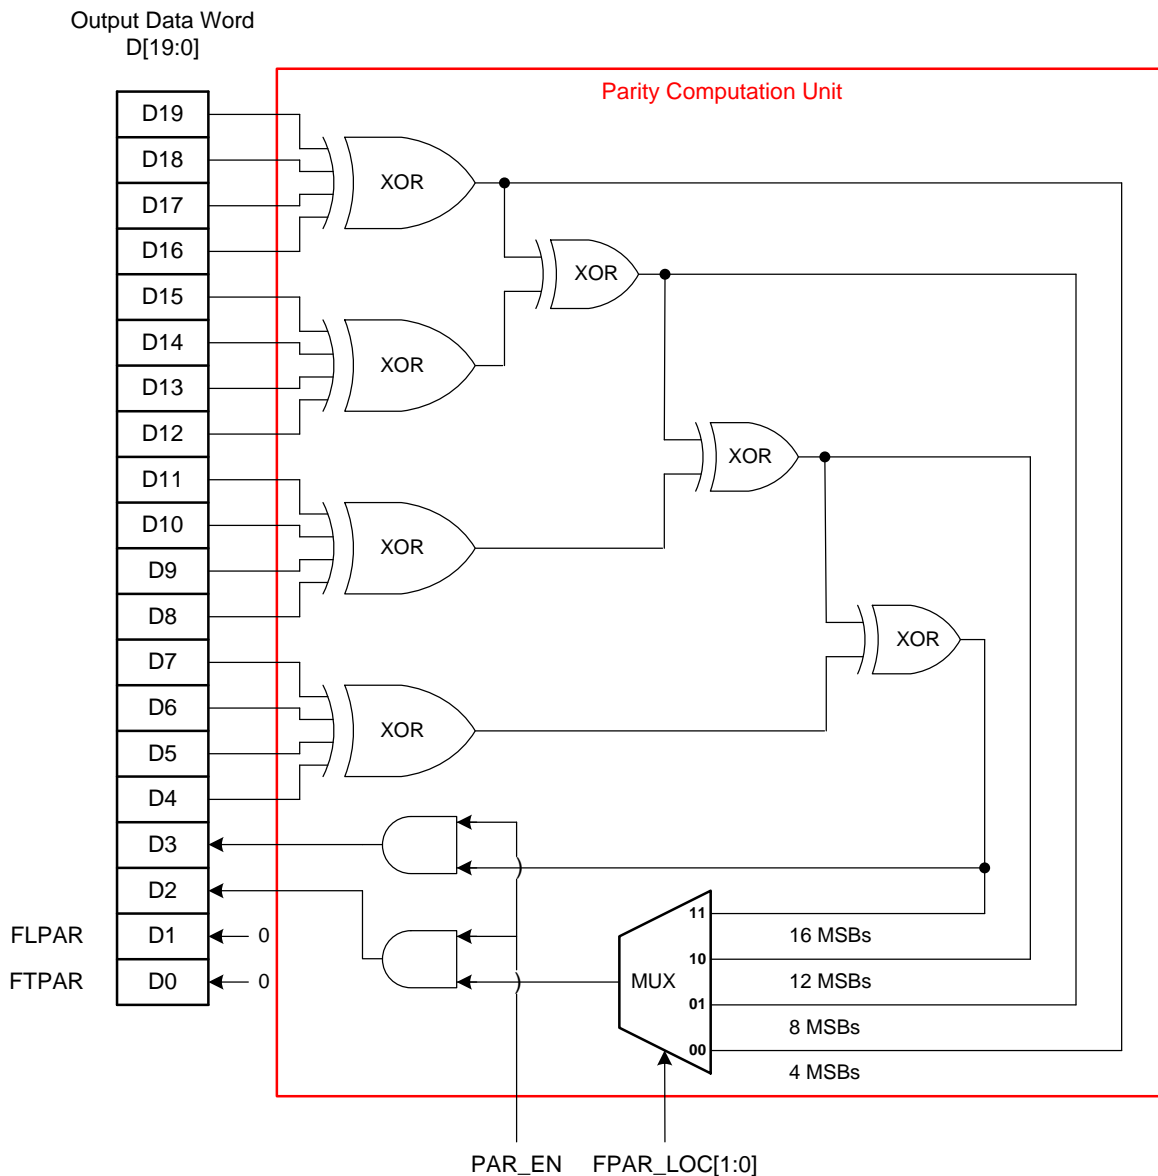 Output Data Word
D[19:0]
Parity Computation Unit
D19
D18
D17
D16
D15
D14
D13
D12
D11
D10
D9
D8
D7
D6
D5
D4
D3
D2
FLPAR D1 0
FTPAR D0 0
XOR
XOR
XOR
XOR
XOR
XOR
XOR
MUX
11
16 MSBs
10
12 MSBs
01
8 MSBs
00
4 MSBs
PAR_EN FPAR_LOC[1:0]